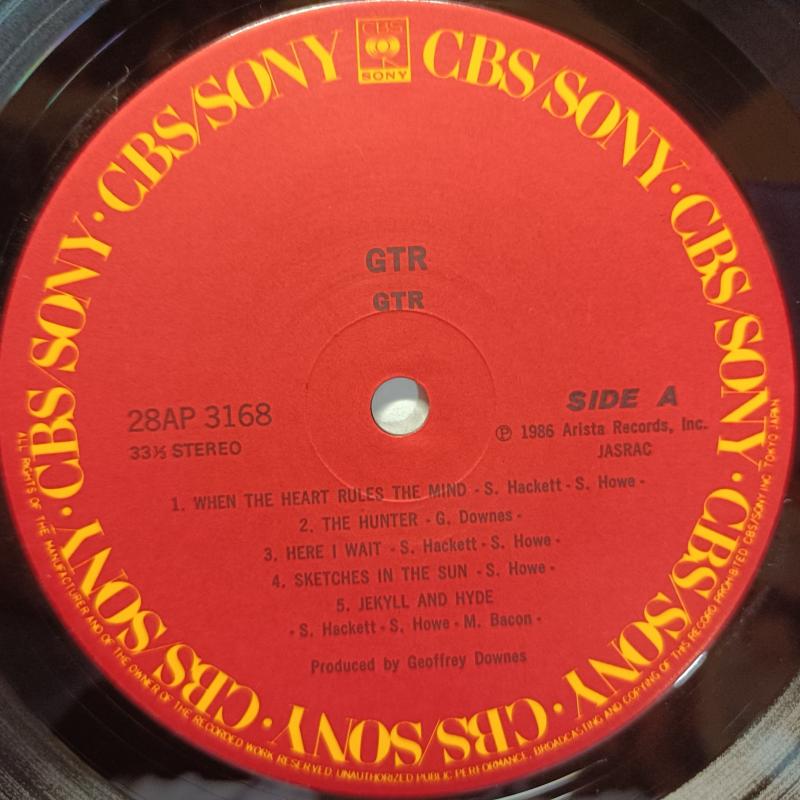 CBS
SONY
CBS/SONY · CBS/SONY · CBS/SONY · CBS/SONY · CBS/SONY · CBS/SONY · CBS/SONY · CBS/SONY · CBS/SONY
GTR
GTR
28AP 3168
33⅓ STEREO
SIDE A
Ⓟ 1986 Arista Records, Inc.
JASRAC
1. WHEN THE HEART RULES THE MIND - S. Hackett - S. Howe -
2. THE HUNTER - G. Downes -
3. HERE I WAIT - S. Hackett - S. Howe -
4. SKETCHES IN THE SUN - S. Howe -
5. JEKYLL AND HYDE
- S. Hackett - S. Howe - M. Bacon -
Produced by Geoffrey Downes
ALL RIGHTS OF THE MANUFACTURER AND OF THE OWNER OF THE RECORDED WORK RESERVED. UNAUTHORIZED PUBLIC PERFORMANCE, BROADCASTING AND COPYING OF THIS RECORD PROHIBITED CBS/SONY INC. TOKYO JAPAN